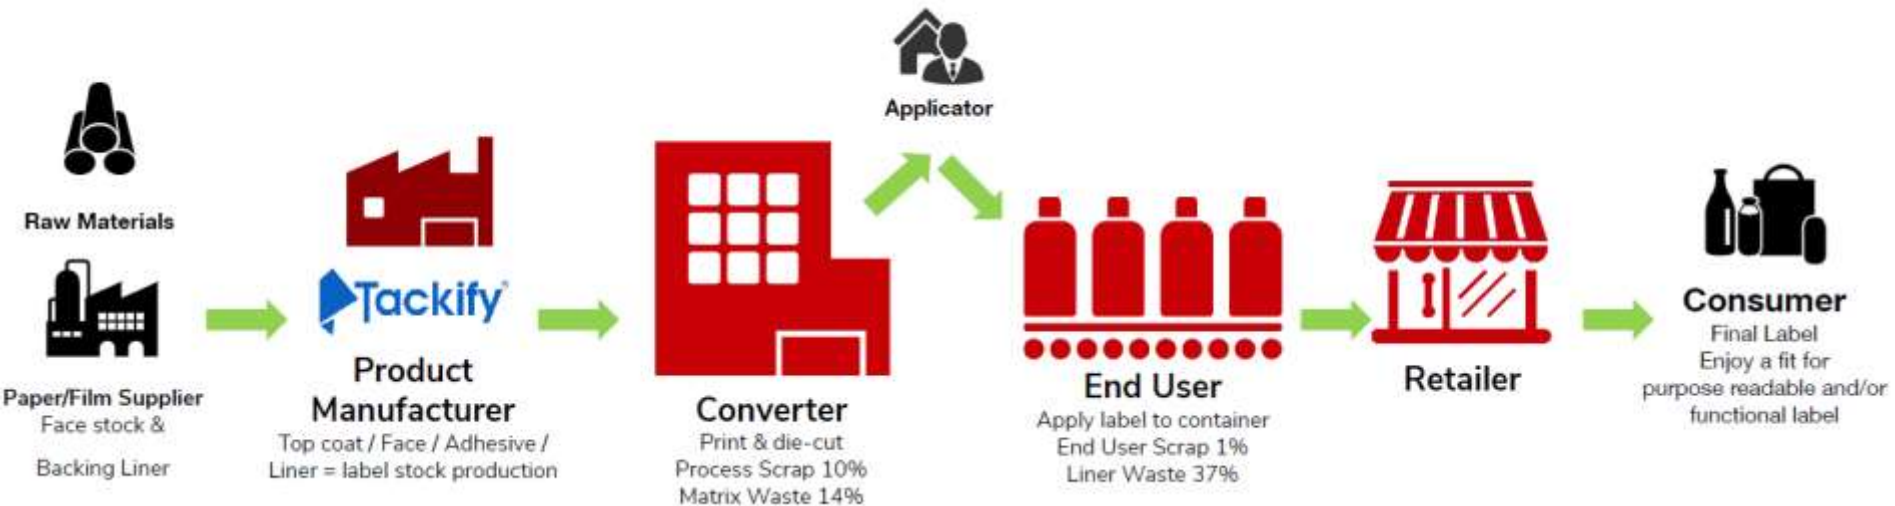 Raw Materials
Paper/Film Supplier
Face stock &
Backing Liner
Tackify
Product
Manufacturer
Top coat / Face / Adhesive /
Liner = label stock production
Converter
Print & die-cut
Process Scrap 10%
Matrix Waste 14%
Applicator
End User
Apply label to container
End User Scrap 1%
Liner Waste 37%
Retailer
Consumer
Final Label
Enjoy a fit for
purpose readable and/or
functional label